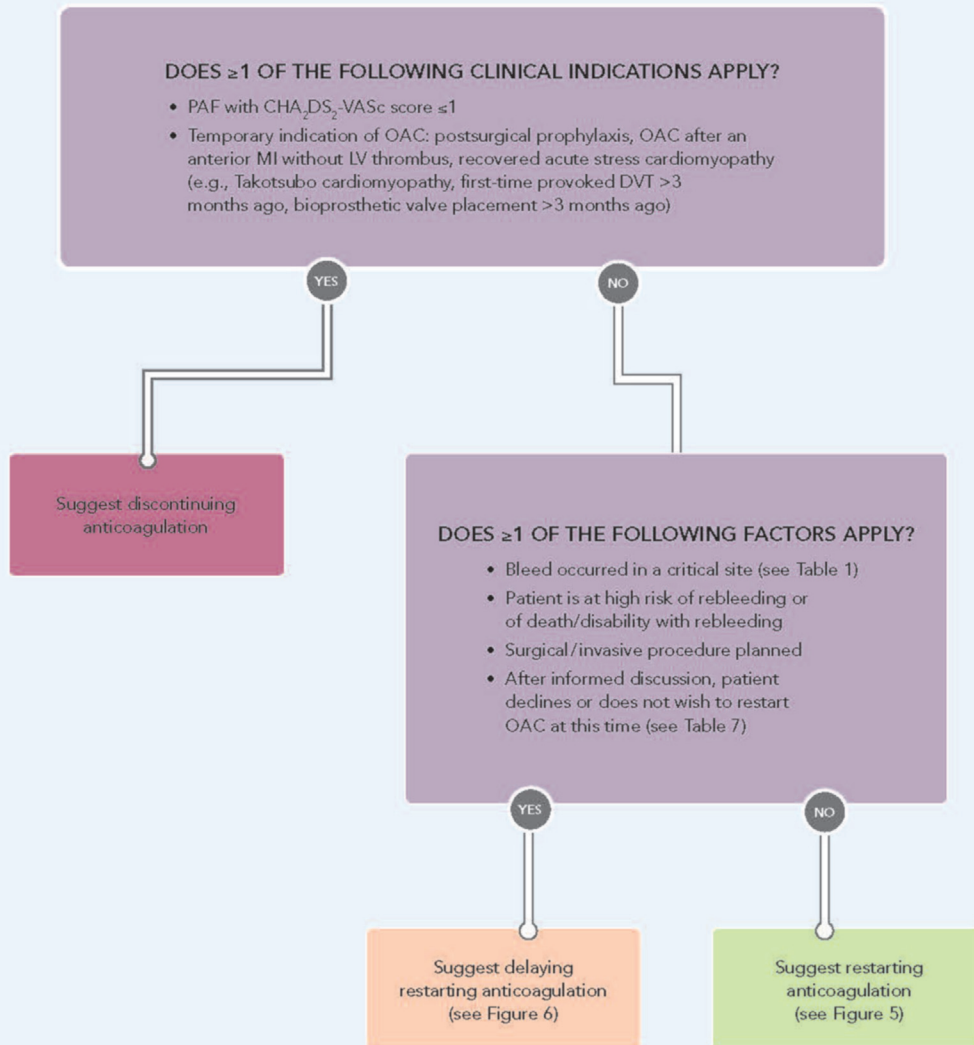 DOES ≥1 OF THE FOLLOWING CLINICAL INDICATIONS APPLY?
• PAF with CHA₂DS₂-VASc score ≤1
• Temporary indication of OAC: postsurgical prophylaxis, OAC after an
anterior MI without LV thrombus, recovered acute stress cardiomyopathy
(e.g., Takotsubo cardiomyopathy, first-time provoked DVT >3
months ago, bioprosthetic valve placement >3 months ago)
YES
NO
Suggest discontinuing
anticoagulation
DOES ≥1 OF THE FOLLOWING FACTORS APPLY?
• Bleed occurred in a critical site (see Table 1)
• Patient is at high risk of rebleeding or
of death/disability with rebleeding
• Surgical/invasive procedure planned
• After informed discussion, patient
declines or does not wish to restart
OAC at this time (see Table 7)
YES
NO
Suggest delaying
restarting anticoagulation
(see Figure 6)
Suggest restarting
anticoagulation
(see Figure 5)